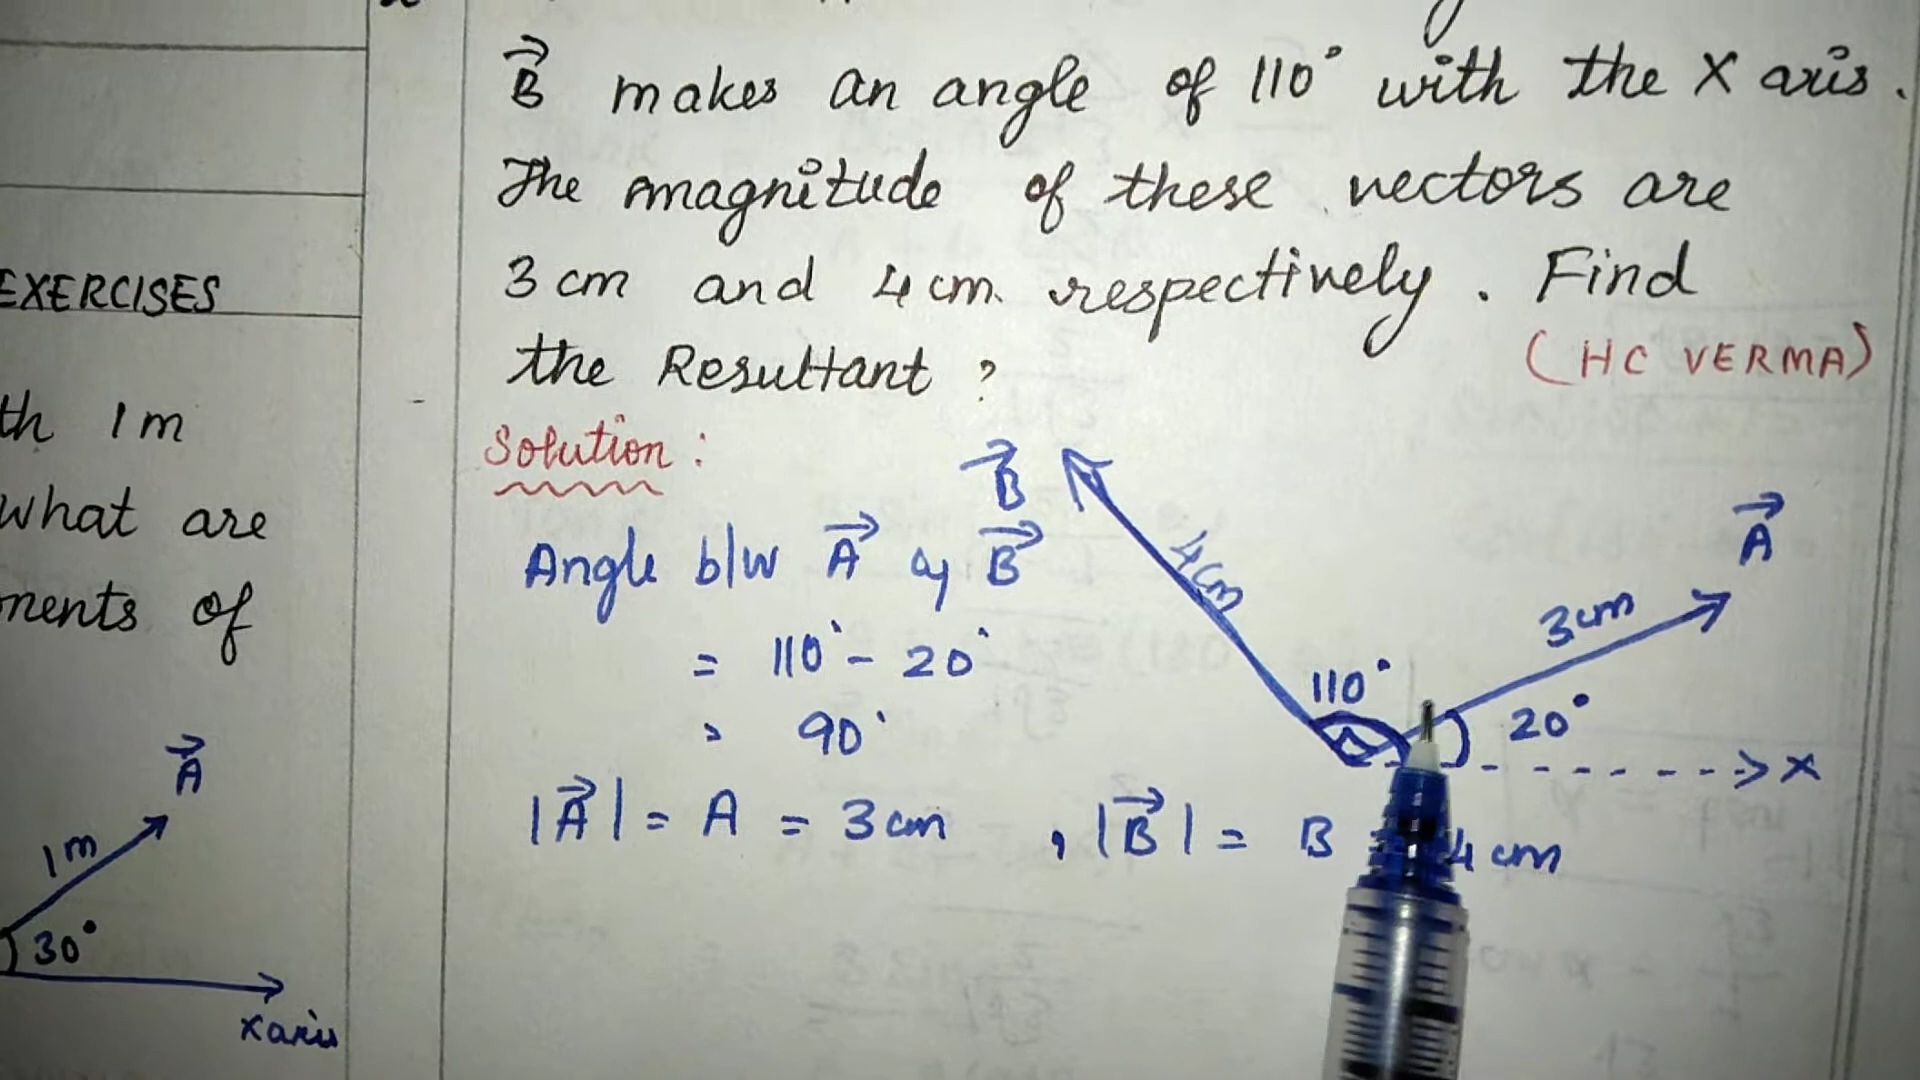 B makes an angle of 110° with the X axis.
The magnitude of these vectors are
3 cm and 4 cm. respectively. Find
the Resultant ?
(HC VERMA)
Solution:
Angle b/w A & B
= 110° - 20°
= 90°
|A| = A = 3 cm , |B| = B = 4 cm
B
4cm
110°
A
3cm
20°
X
EXERCISES
th 1m
what are
nents of
A
1m
30°
X axis